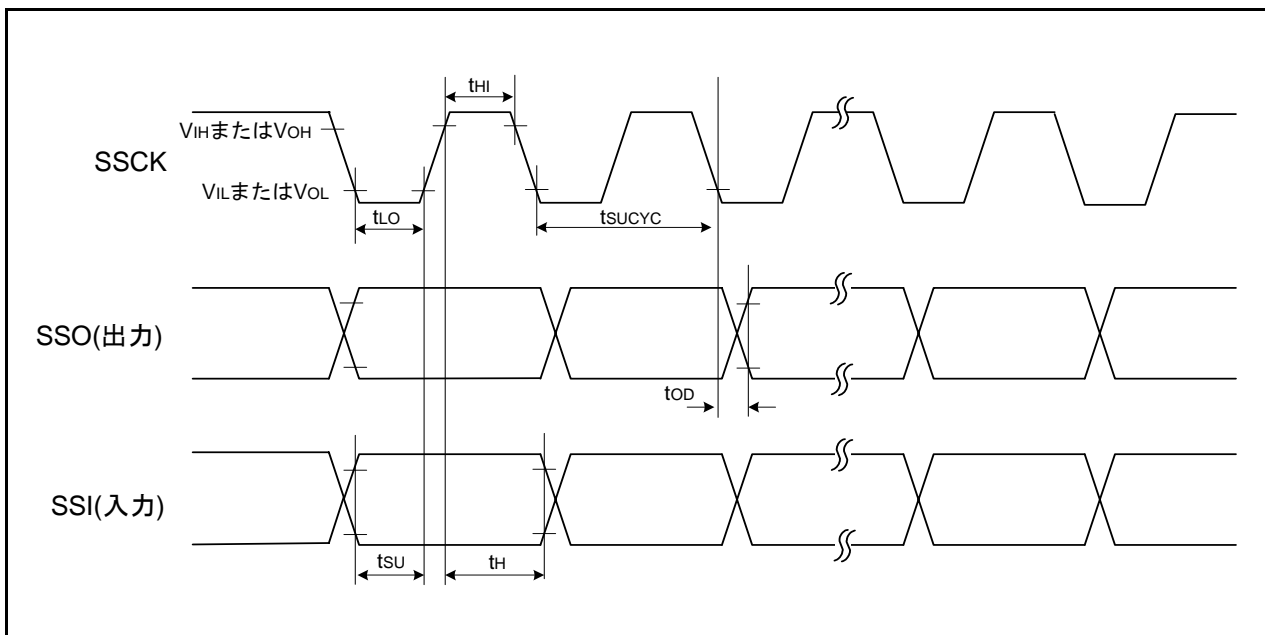 tHI
VIHまたはVOH
SSCK
VILまたはVOL
tLO
tSUCYC
SSO(出力)
tOD
SSI(入力)
tSU
tH